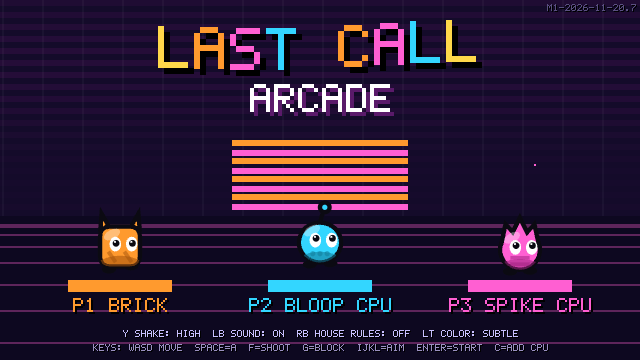 M1-2026-11-20.7
LAST CALL
ARCADE
P1 BRICK P2 BLOOP CPU P3 SPIKE CPU
Y SHAKE: HIGH LB SOUND: ON RB HOUSE RULES: OFF LT COLOR: SUBTLE
KEYS: WASD MOVE SPACE=A F=SHOOT G=BLOCK IJKL=AIM ENTER=START C=ADD CPU